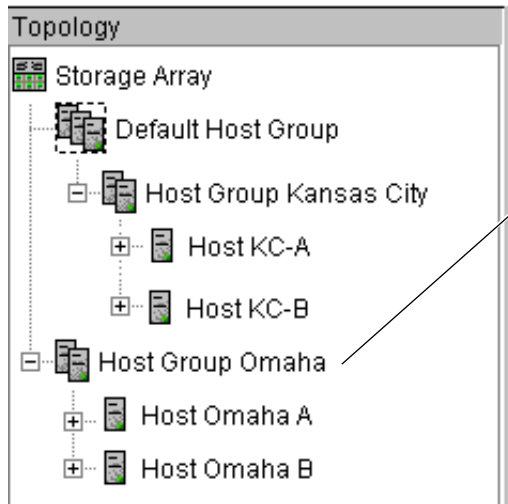 Topology
Storage Array
Default Host Group
Host Group Kansas City
Host KC-A
Host KC-B
Host Group Omaha
Host Omaha A
Host Omaha B